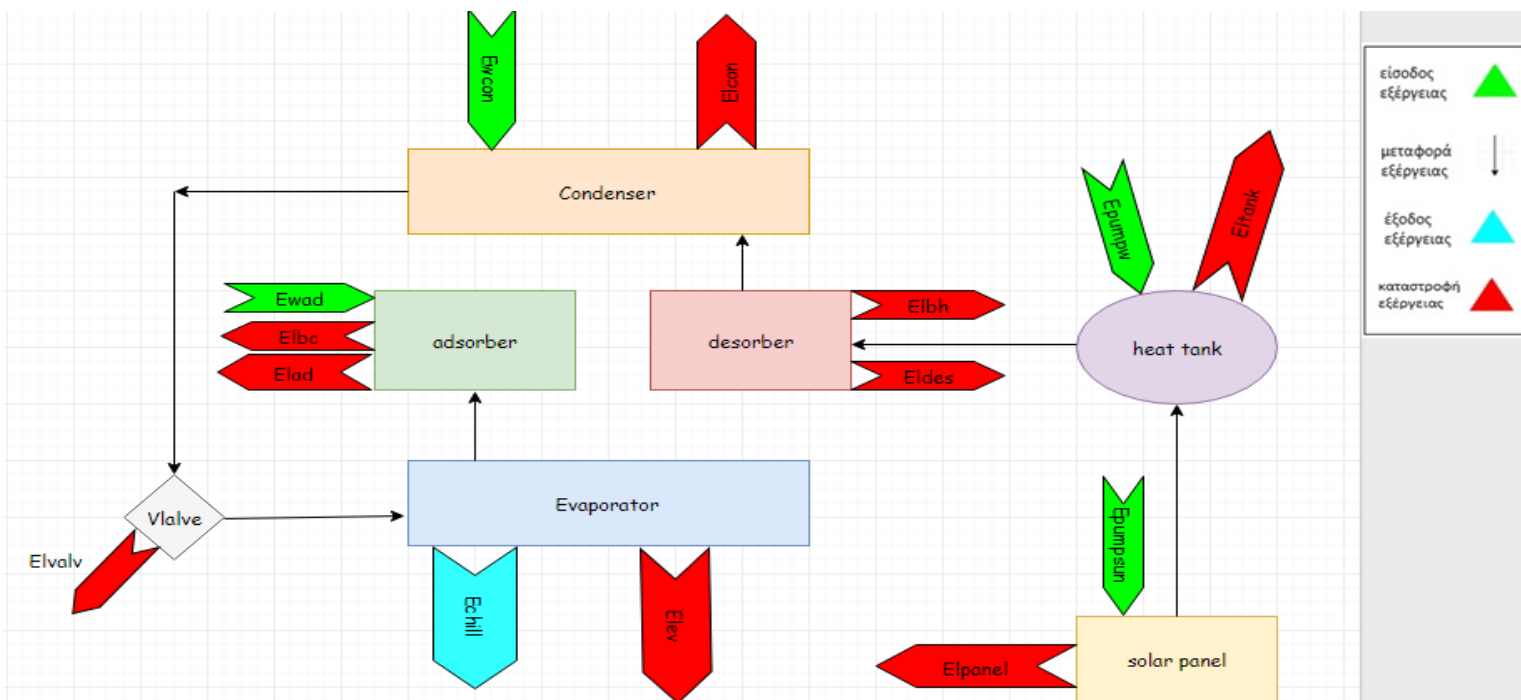 Ewcon
Elcon
Condenser
Epumpw
Eltank
Ewad
Elbc
Elad
adsorber
desorber
Elbh
Eldes
heat tank
Vlalve
Elvalv
Evaporator
Echill
Elev
Epumpsun
Elpanel
solar panel
είσοδος
εξέργειας
μεταφορά
εξέργειας
έξοδος
εξέργειας
καταστροφή
εξέργειας